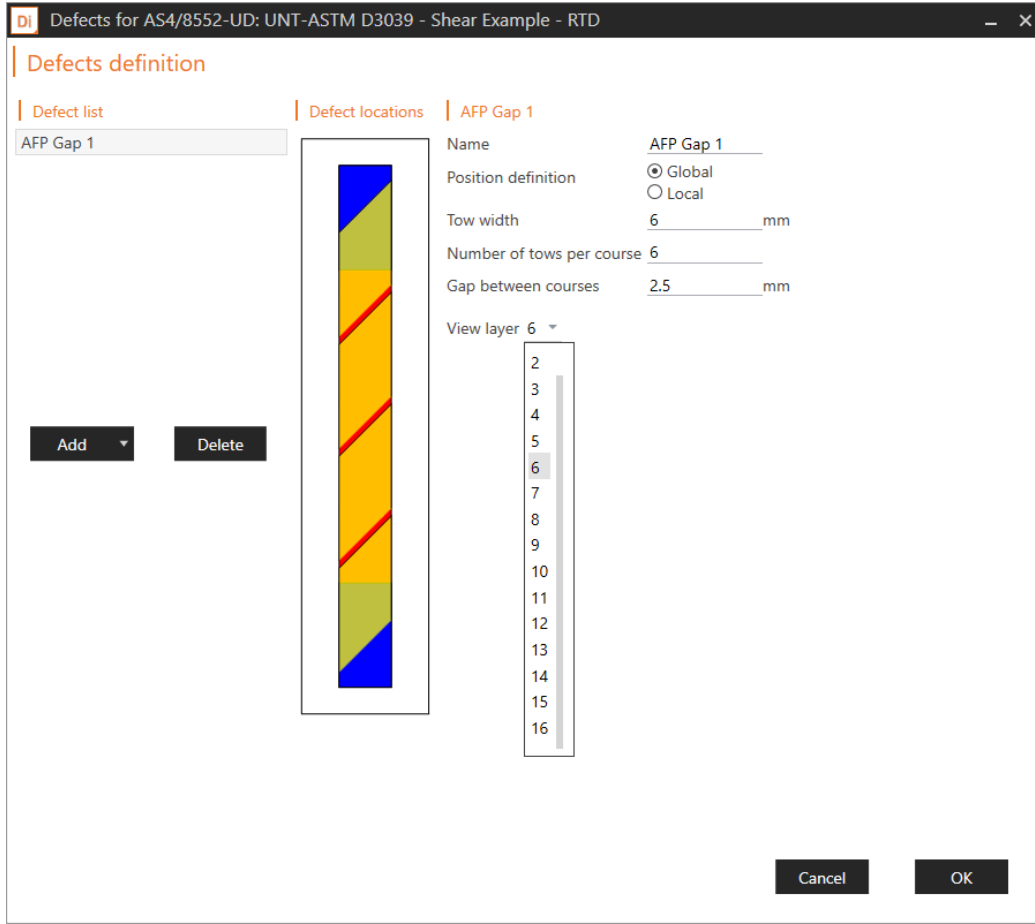 Di Defects for AS4/8552-UD: UNT-ASTM D3039 - Shear Example - RTD
Defects definition
Defect list
AFP Gap 1
Add
Delete
Defect locations
AFP Gap 1
Name AFP Gap 1
Position definition Global
Local
Tow width 6 mm
Number of tows per course 6
Gap between courses 2.5 mm
View layer 6
2
3
4
5
6
7
8
9
10
11
12
13
14
15
16
Cancel
OK